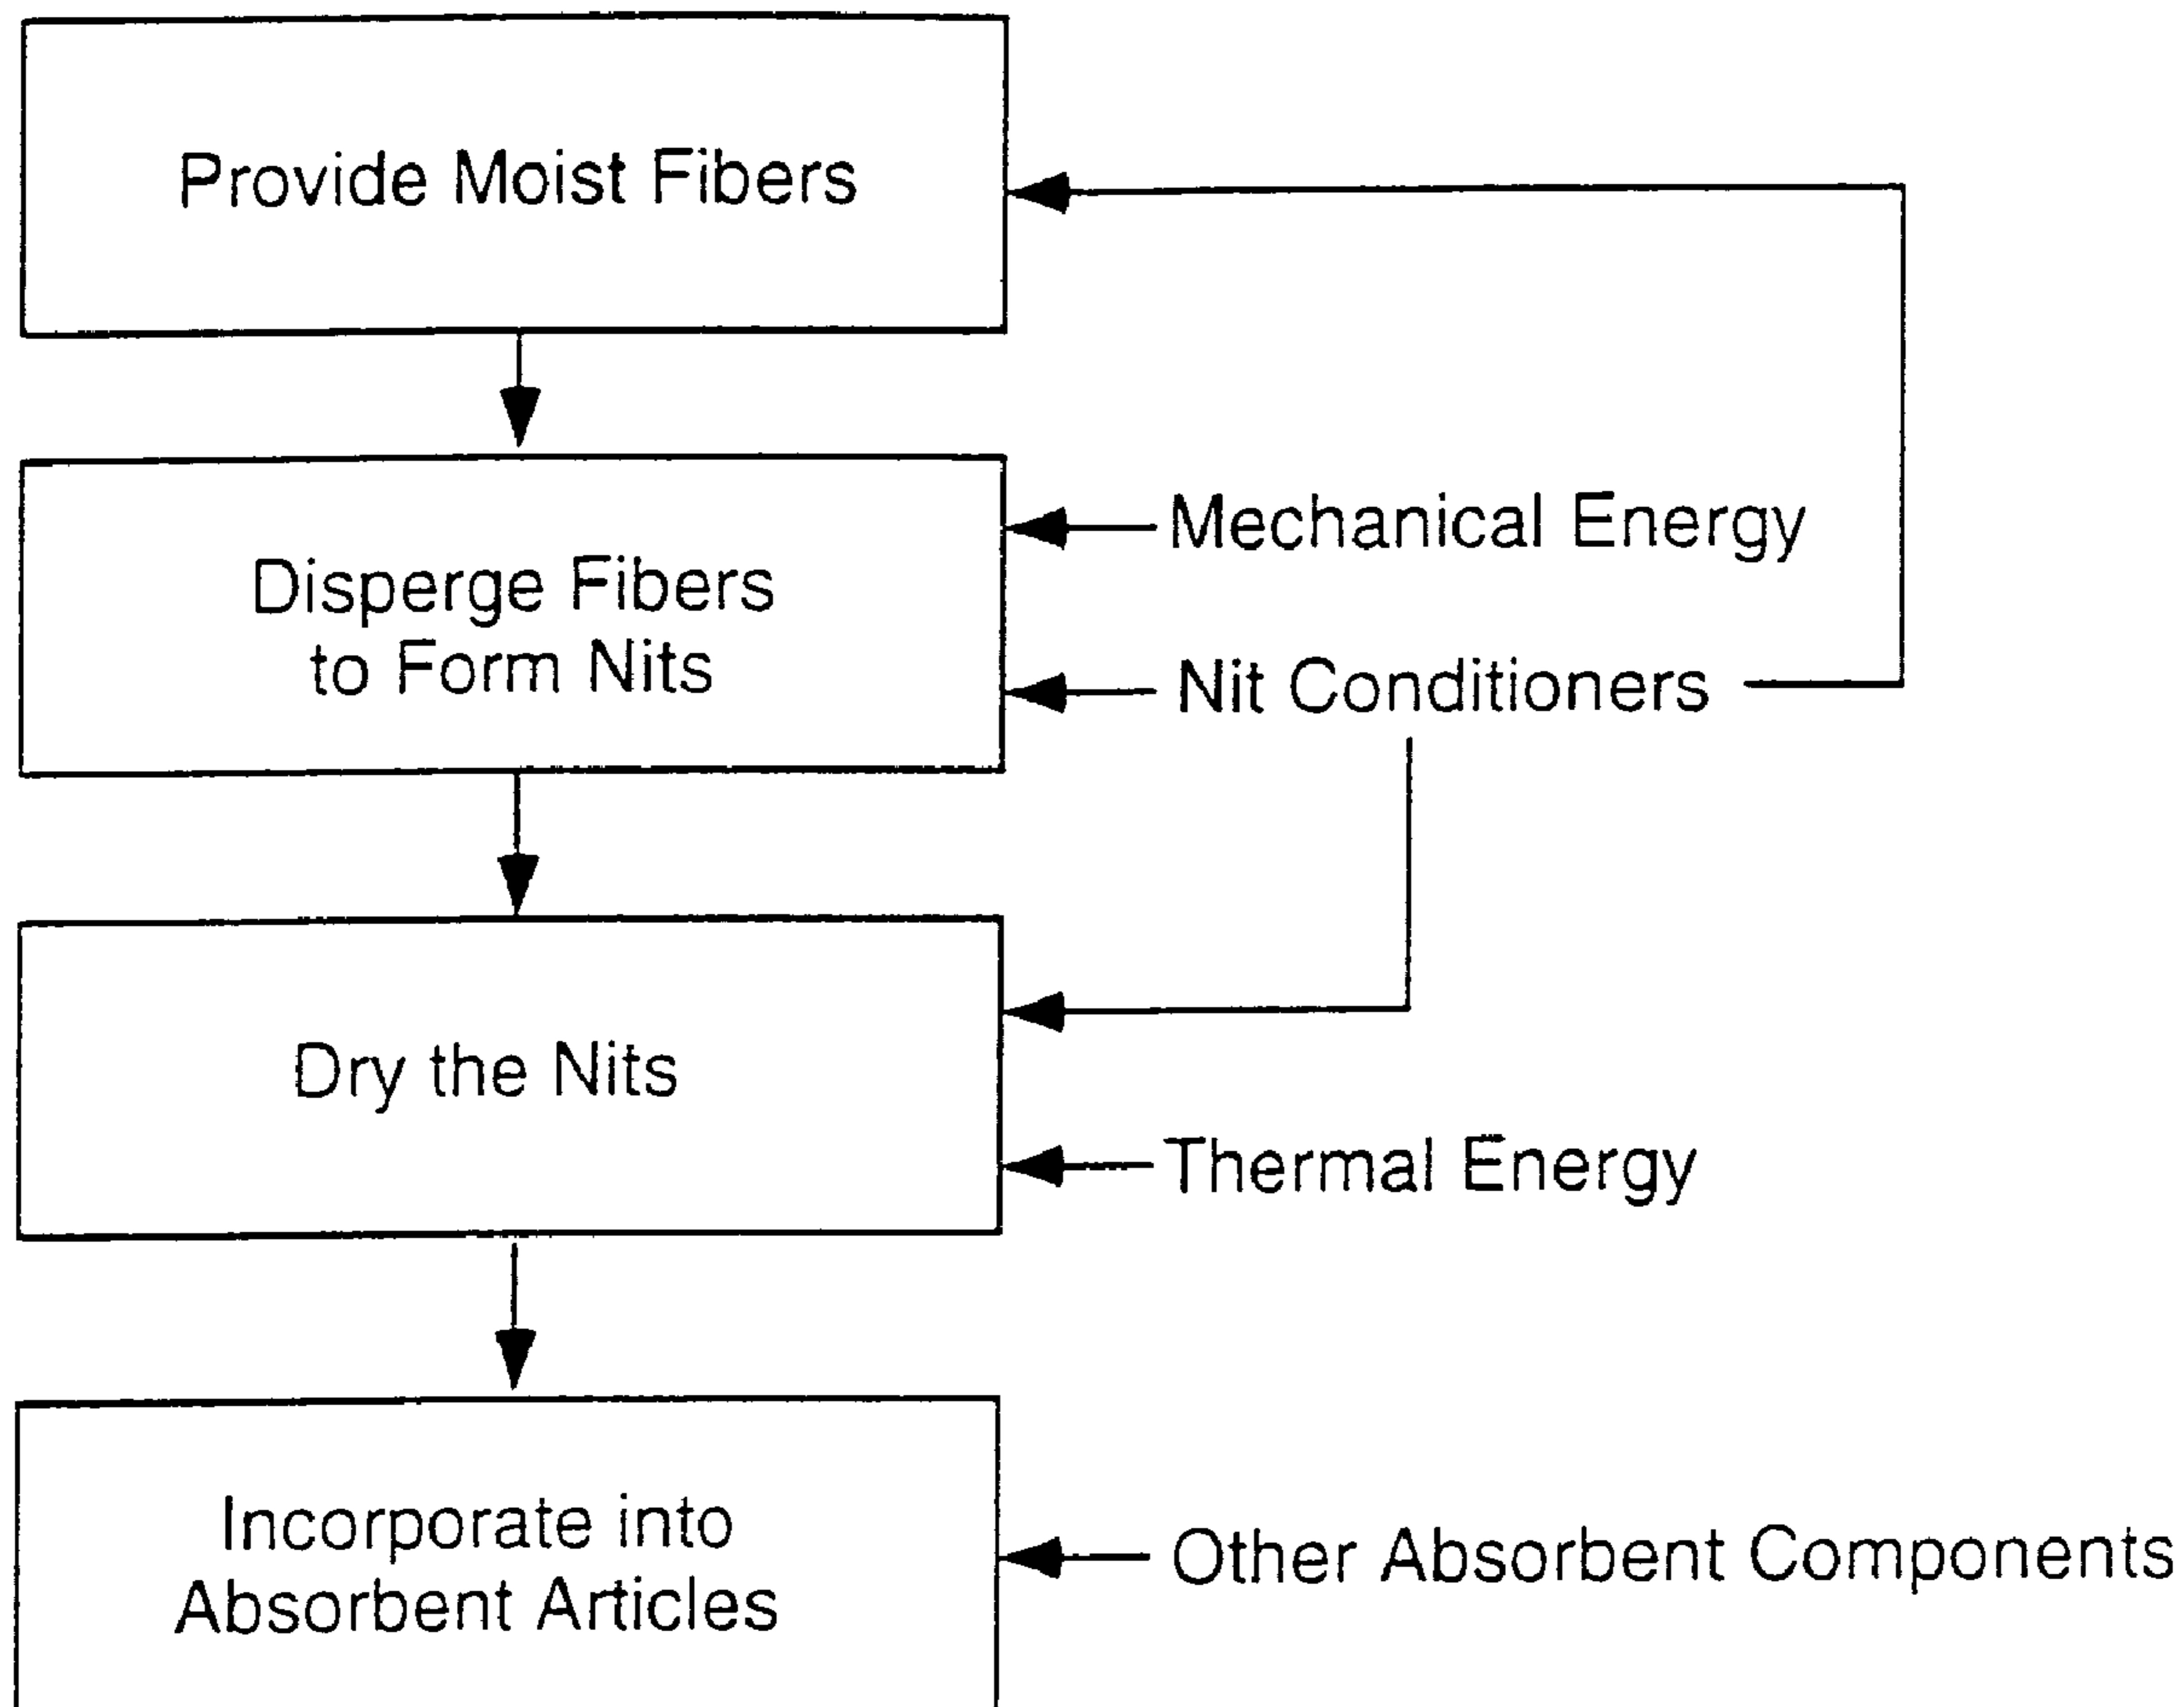 Provide Moist Fibers
Disperge Fibers
to Form Nits
Mechanical Energy
Nit Conditioners
Dry the Nits
Thermal Energy
Incorporate into
Absorbent Articles
Other Absorbent Components